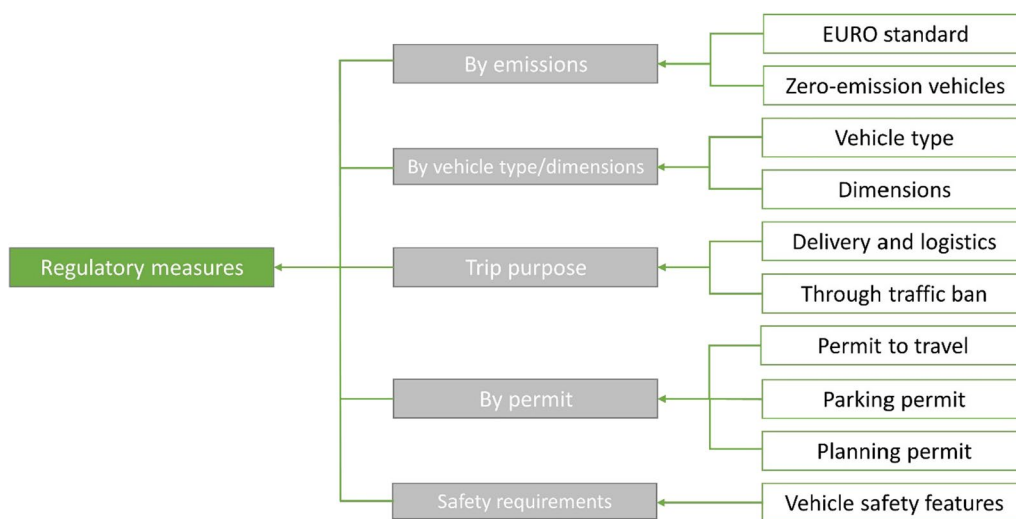 EURO standard
By emissions
Zero-emission vehicles
Vehicle type
By vehicle type/dimensions
Dimensions
Delivery and logistics
Regulatory measures
Trip purpose
Through traffic ban
Permit to travel
By permit
Parking permit
Planning permit
Safety requirements
Vehicle safety features